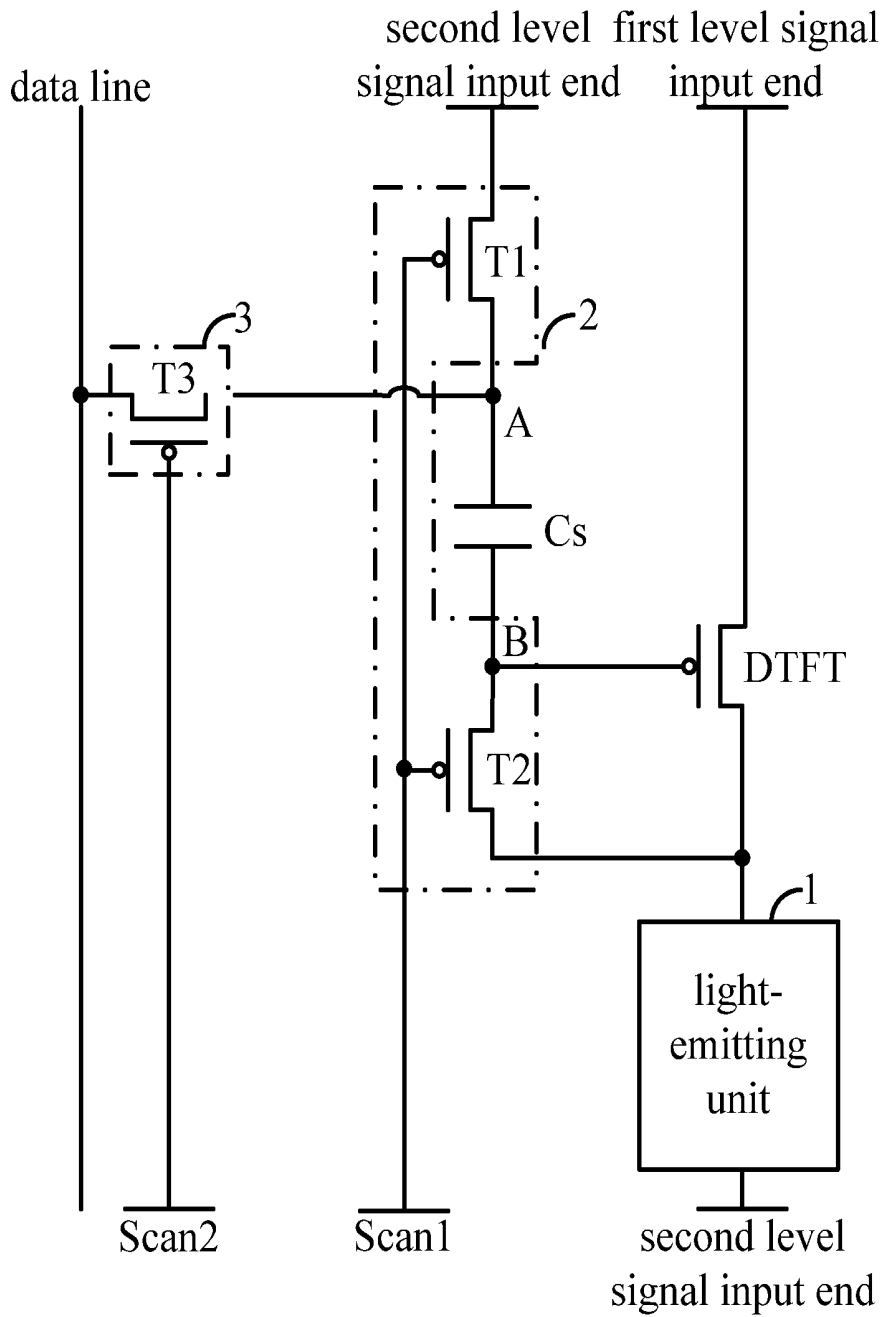 second level
signal input end
first level signal
input end
data line
T1
2
3
T3
A
Cs
B
DTFT
T2
1
light-
emitting
unit
Scan2
Scan1
second level
signal input end